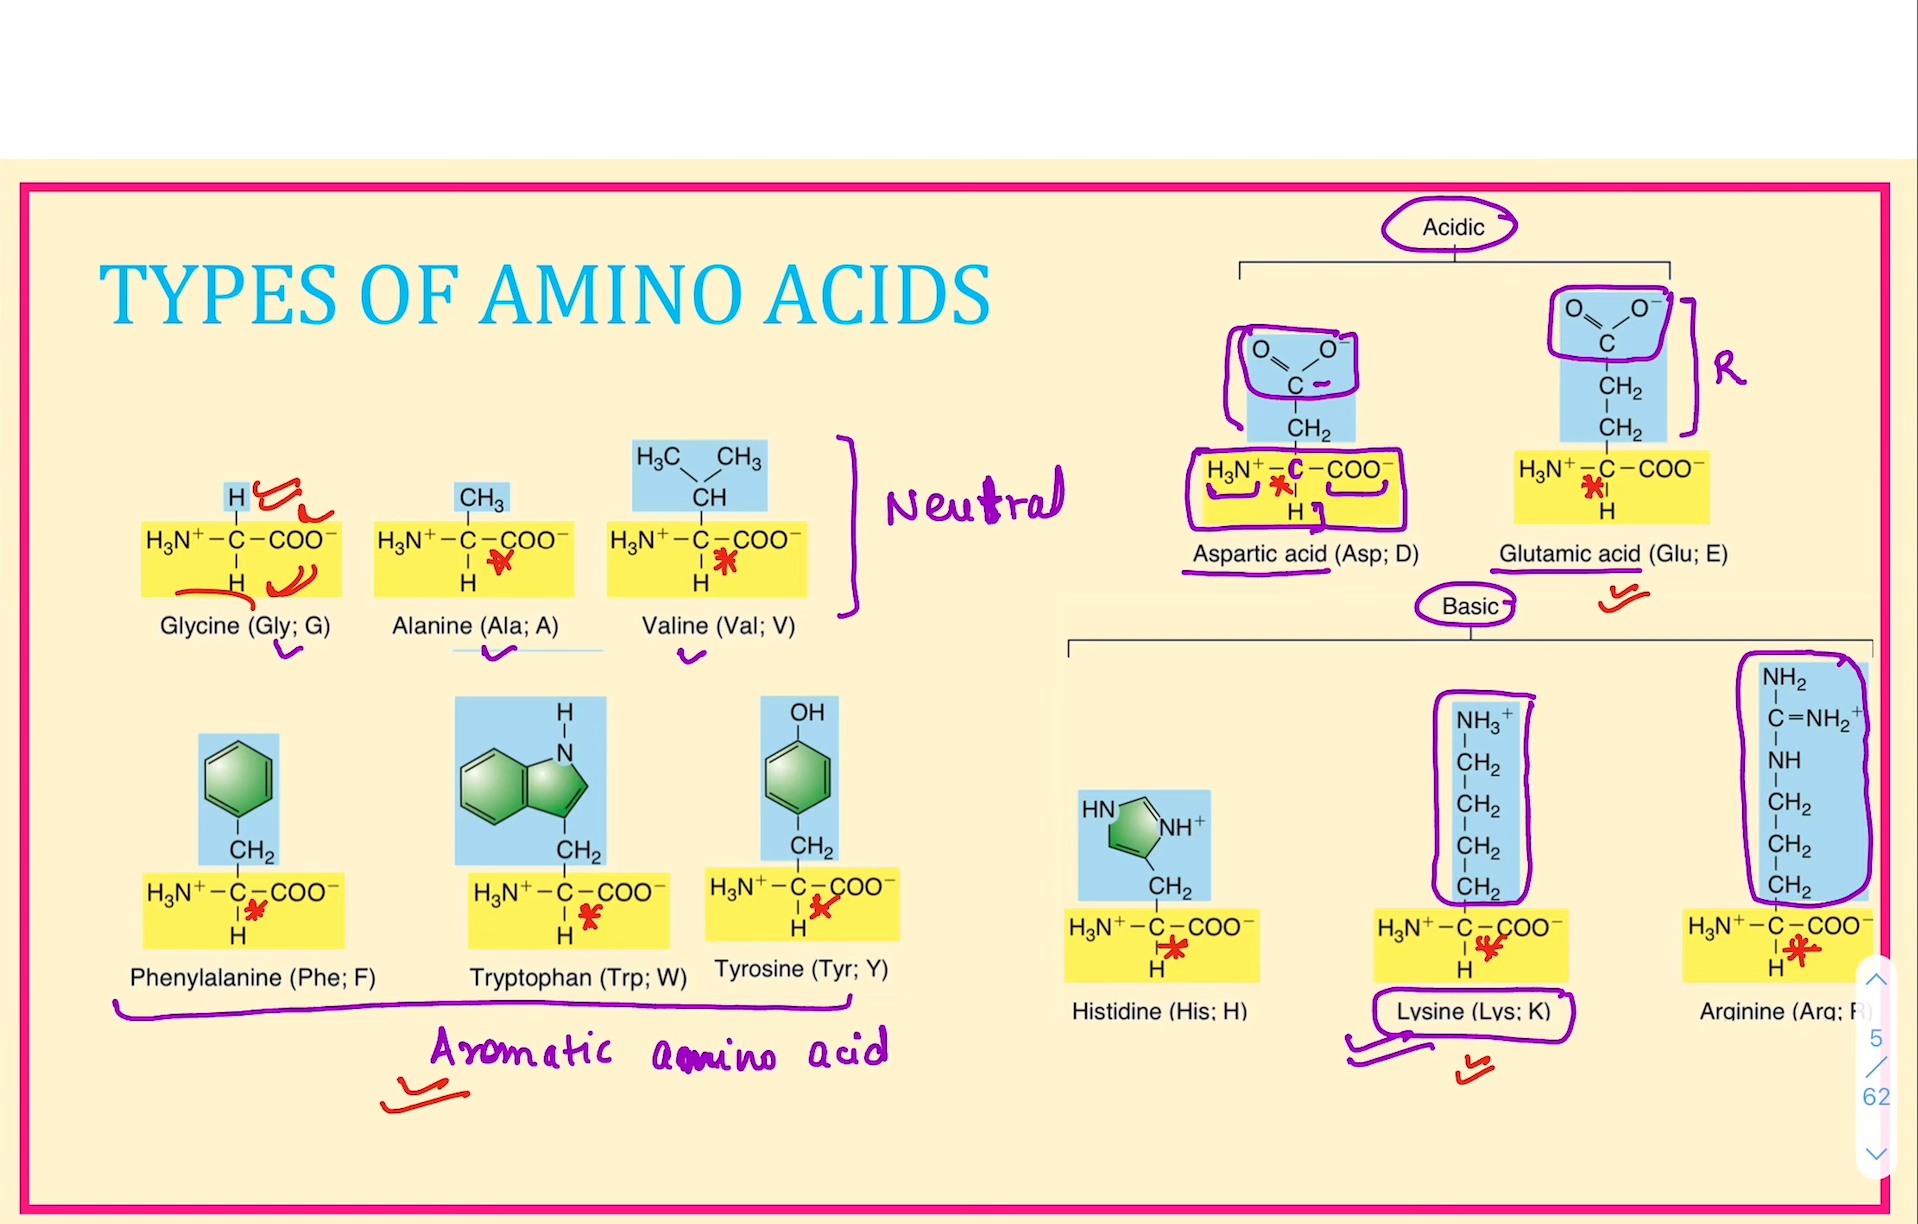 TYPES OF AMINO ACIDS
Acidic
O O⁻
C
CH₂
H₃N⁺–C–COO⁻
H
Aspartic acid (Asp; D)
O O⁻
C
CH₂
CH₂
H₃N⁺–C–COO⁻
H
Glutamic acid (Glu; E)
R
H
H₃N⁺–C–COO⁻
H
Glycine (Gly; G)
CH₃
H₃N⁺–C–COO⁻
H
Alanine (Ala; A)
H₃C CH₃
CH
H₃N⁺–C–COO⁻
H
Valine (Val; V)
Neutral
Basic
HN
NH⁺
CH₂
H₃N⁺–C–COO⁻
H
Histidine (His; H)
NH₃⁺
CH₂
CH₂
CH₂
CH₂
H₃N⁺–C–COO⁻
H
Lysine (Lys; K)
NH₂
C=NH₂⁺
NH
CH₂
CH₂
CH₂
H₃N⁺–C–COO⁻
H
Arginine (Arg; R)
CH₂
H₃N⁺–C–COO⁻
H
Phenylalanine (Phe; F)
H
N
CH₂
H₃N⁺–C–COO⁻
H
Tryptophan (Trp; W)
OH
CH₂
H₃N⁺–C–COO⁻
H
Tyrosine (Tyr; Y)
Aromatic amino acid
5
/
62